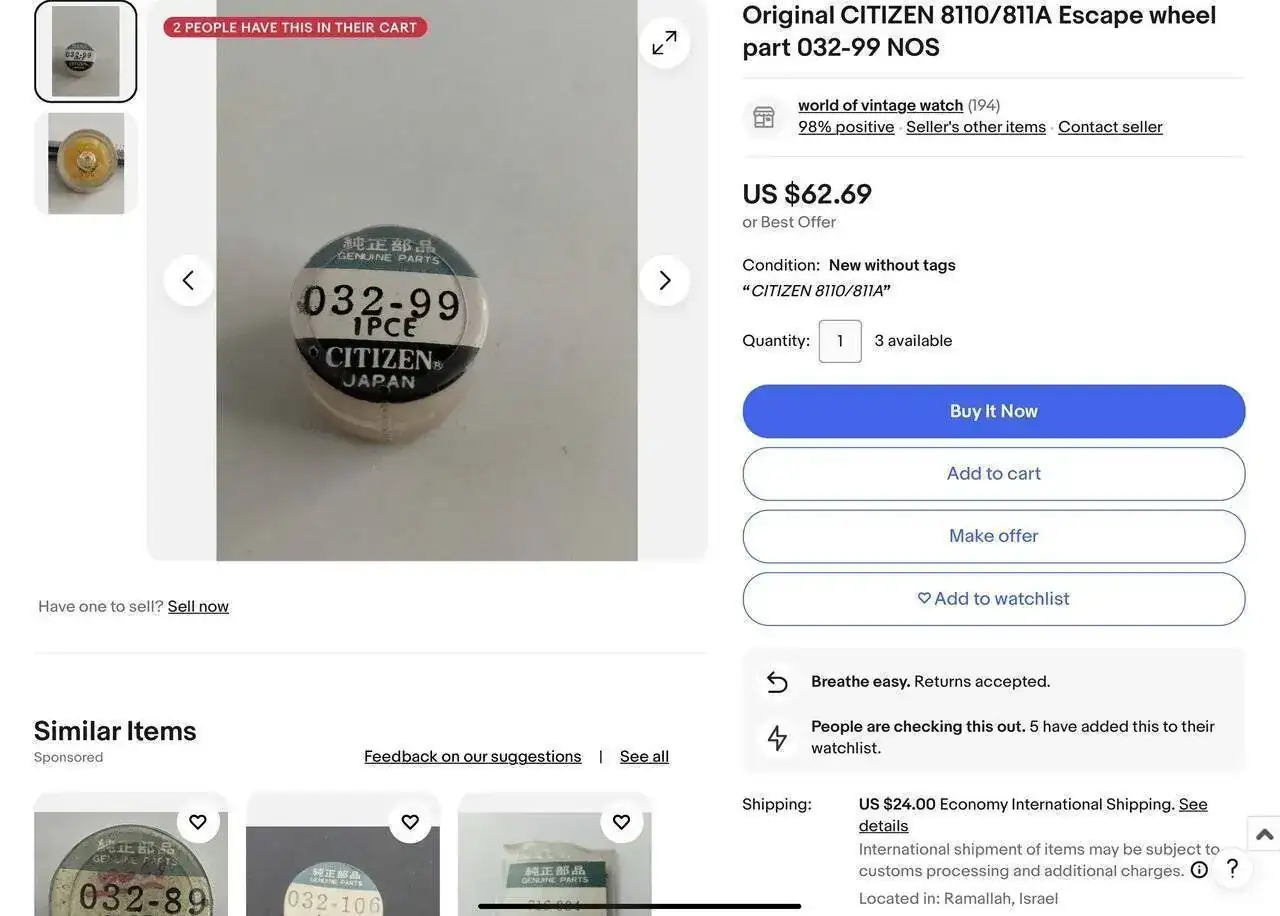 2 PEOPLE HAVE THIS IN THEIR CART
純正部品
GENUINE PARTS
032-99
1PCE
CITIZEN®
JAPAN
Have one to sell? Sell now
Original CITIZEN 8110/811A Escape wheel
part 032-99 NOS
world of vintage watch (194)
98% positive · Seller's other items · Contact seller
US $62.69
or Best Offer
Condition: New without tags
“CITIZEN 8110/811A”
Quantity: 1 3 available
Buy It Now
Add to cart
Make offer
Add to watchlist
Breathe easy. Returns accepted.
People are checking this out. 5 have added this to their
watchlist.
Shipping: US $24.00 Economy International Shipping. See
details
International shipment of items may be subject to
customs processing and additional charges.
Located in: Ramallah, Israel
?
Similar Items
Sponsored
Feedback on our suggestions | See all
純正部品
GENUINE PARTS
032-89
純正部品
GENUINE PARTS
032-106
純正部品
GENUINE PARTS